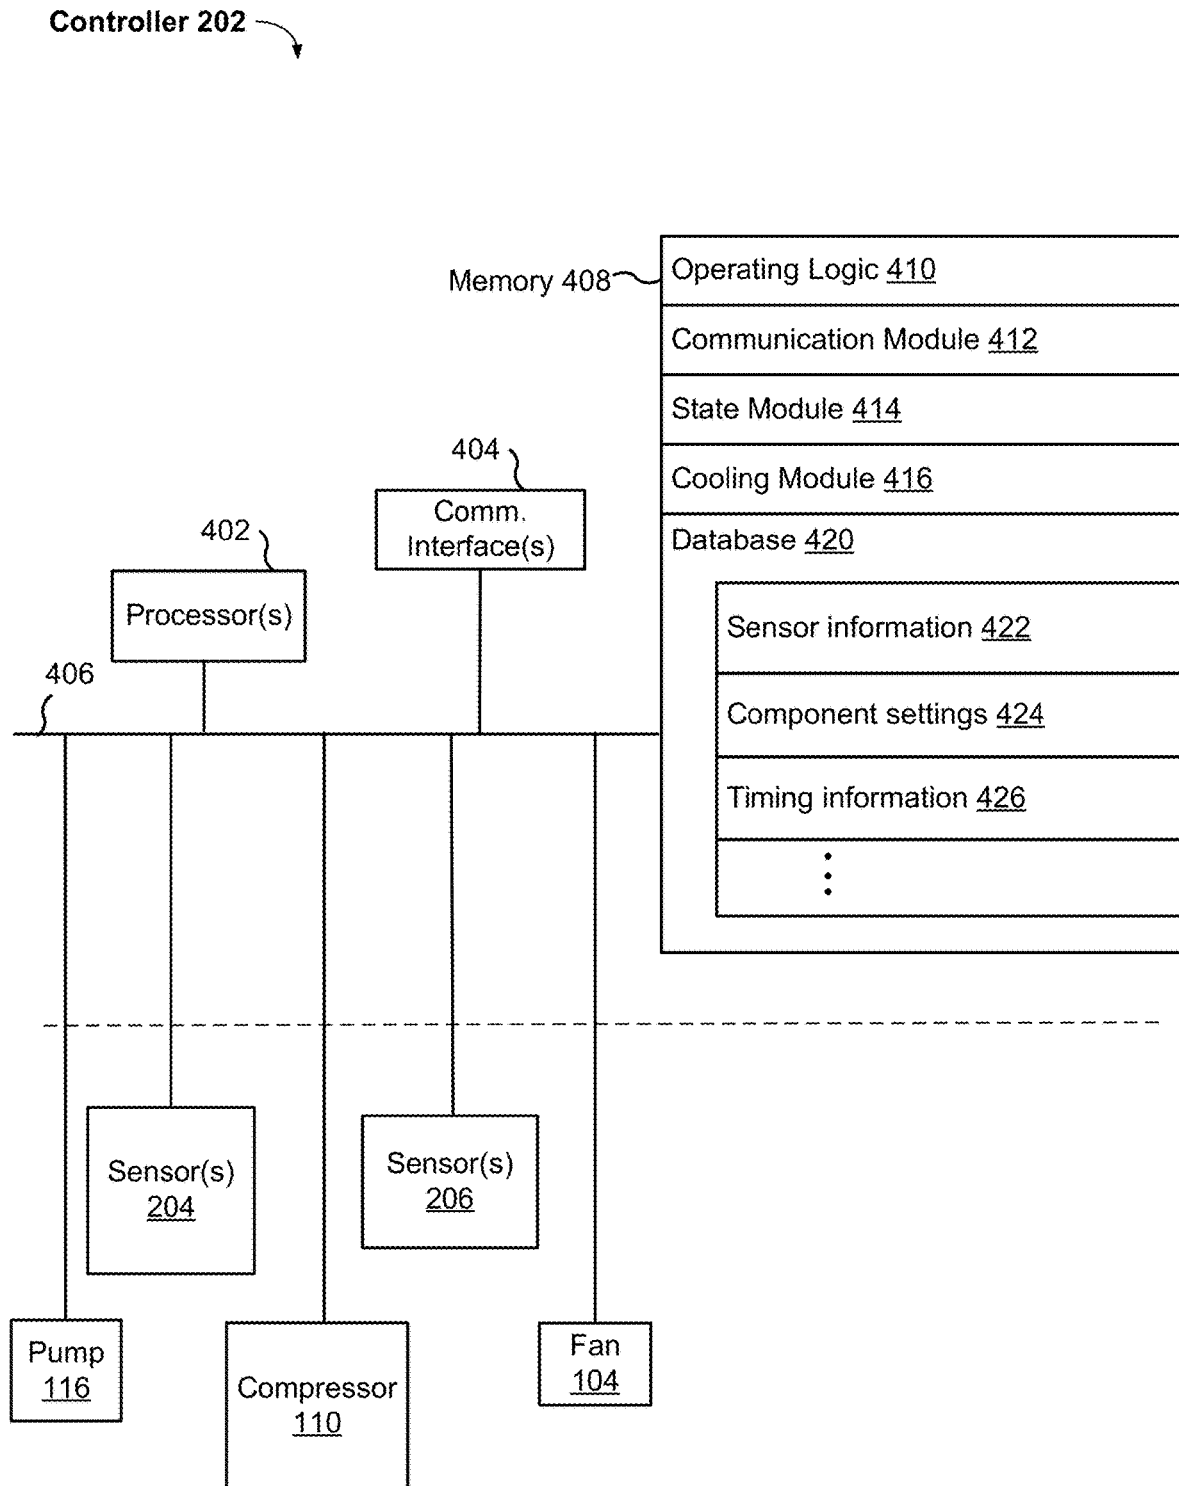 Controller 202
Memory 408
Operating Logic 410
Communication Module 412
State Module 414
Cooling Module 416
Database 420
Sensor information 422
Component settings 424
Timing information 426
404
Comm.
Interface(s)
402
Processor(s)
406
Sensor(s)
204
Sensor(s)
206
Pump
116
Compressor
110
Fan
104